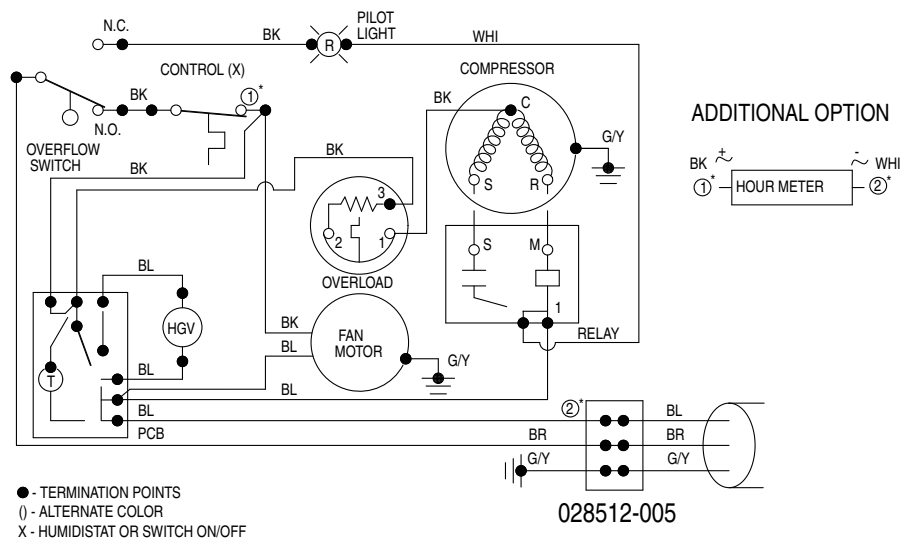 N.C.
BK
R
PILOT
LIGHT
WHI
CONTROL (X)
COMPRESSOR
BK
1*
BK
C
N.O.
OVERFLOW
SWITCH
G/Y
ADDITIONAL OPTION
BK
+
~
-
~
WHI
1*
HOUR METER
2*
BK
BK
S
R
3
2
1
S
M
OVERLOAD
1
BL
HGV
BK
FAN
MOTOR
BL
RELAY
G/Y
T
BL
BL
BL
PCB
2*
BL
BR
BR
G/Y
G/Y
028512-005
● - TERMINATION POINTS
() - ALTERNATE COLOR
X - HUMIDISTAT OR SWITCH ON/OFF